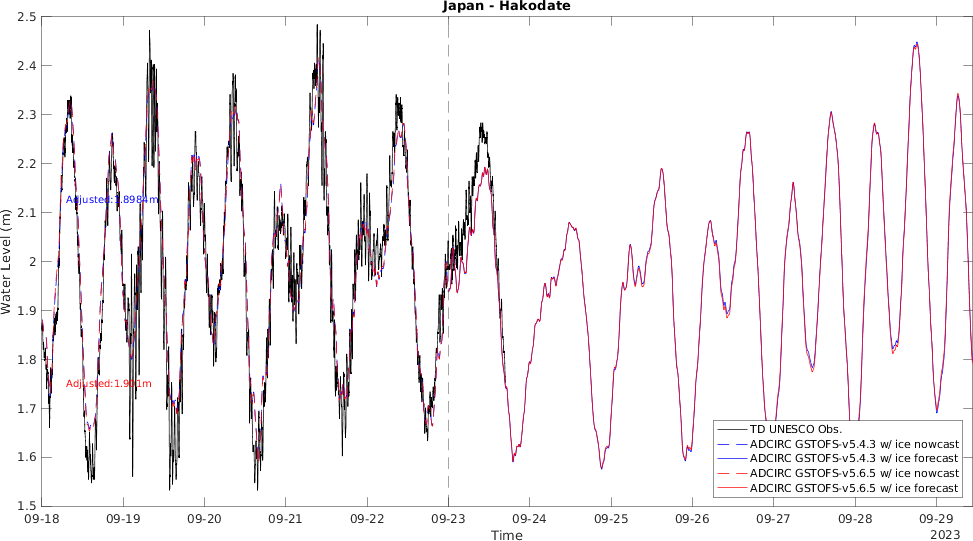 Japan - Hakodate
Water Level (m)
2.5
2.4
2.3
2.2
2.1
2
1.9
1.8
1.7
1.6
1.5
Adjusted:1.8984m
Adjusted:1.901m
TD UNESCO Obs.
ADCIRC GSTOFS-v5.4.3 w/ ice nowcast
ADCIRC GSTOFS-v5.4.3 w/ ice forecast
ADCIRC GSTOFS-v5.6.5 w/ ice nowcast
ADCIRC GSTOFS-v5.6.5 w/ ice forecast
09-18 09-19 09-20 09-21 09-22 09-23 09-24 09-25 09-26 09-27 09-28 09-29
Time
2023